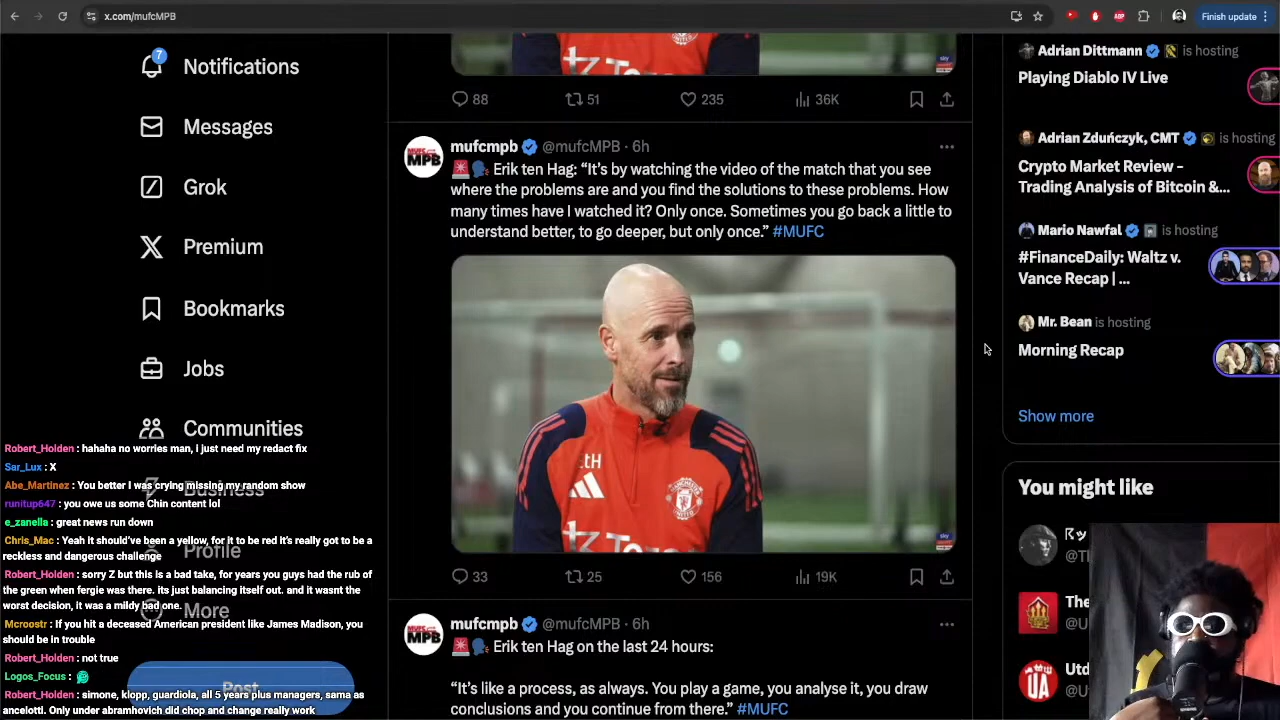 x.com/mufcMPB
Finish update
7
Notifications
Messages
Grok
Premium
Bookmarks
Jobs
Communities
Business
Profile
More
Post
88
51
235
36K
mufcmpb @mufcMPB · 6h
🚨🗣️ Erik ten Hag: “It’s by watching the video of the match that you see
where the problems are and you find the solutions to these problems. How
many times have I watched it? Only once. Sometimes you go back a little to
understand better, to go deeper, but only once.” #MUFC
MUFC
MPB
etH
MANCHESTER
UNITED
sky
33
25
156
19K
mufcmpb @mufcMPB · 6h
🚨🗣️ Erik ten Hag on the last 24 hours:
“It’s like a process, as always. You play a game, you analyse it, you draw
conclusions and you continue from there.” #MUFC
Adrian Dittmann is hosting
Playing Diablo IV Live
Adrian Zduńczyk, CMT is hosting
Crypto Market Review -
Trading Analysis of Bitcoin &...
Mario Nawfal is hosting
#FinanceDaily: Waltz v.
Vance Recap | ...
Mr. Bean is hosting
Morning Recap
Show more
You might like
The
Utd
UA
Robert_Holden : hahaha no worries man, i just need my redact fix
Sar_Lux : X
Abe_Martinez : You better I was crying missing my random show
runitup647 : you owe us some Chin content lol
e_zanella : great news run down
Chris_Mac : Yeah it should’ve been a yellow, for it to be red it’s really got to be a
reckless and dangerous challenge
Robert_Holden : sorry Z but this is a bad take, for years you guys had the rub of
the green when fergie was there. its just balancing itself out. and it wasnt the
worst decision, it was a mildy bad one.
Mcroostr : If you hit a deceased American president like James Madison, you
should be in trouble
Robert_Holden : not true
Logos_Focus :
Robert_Holden : simone, klopp, guardiola, all 5 years plus managers, sama as
ancelotti. Only under abramhovich did chop and change really work